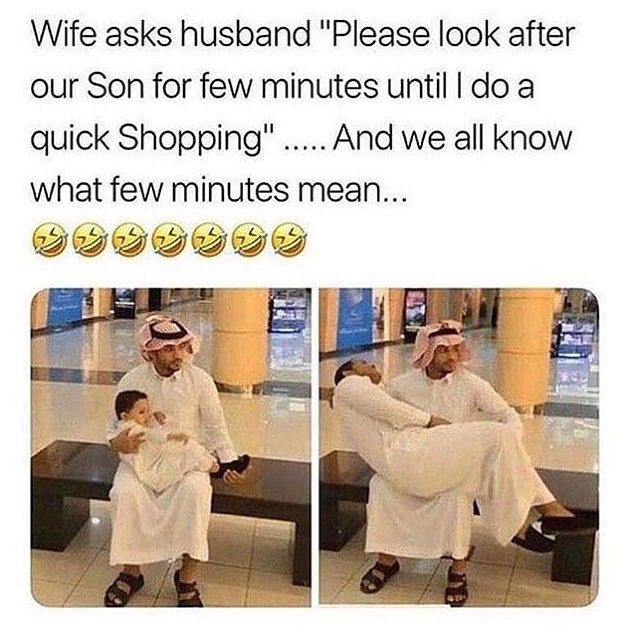 Wife asks husband "Please look after
our Son for few minutes until I do a
quick Shopping" ..... And we all know
what few minutes mean...
🤣🤣🤣🤣🤣🤣🤣